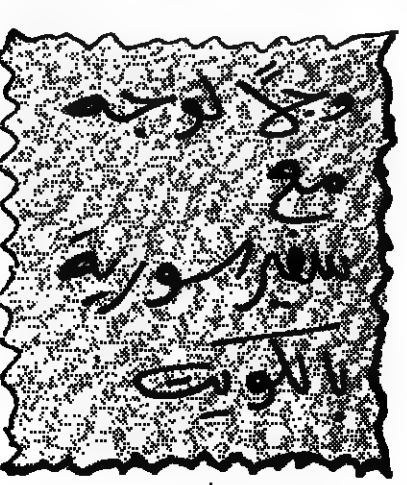 وجهاً لوجه
مع
سفير سورية
بالكويت